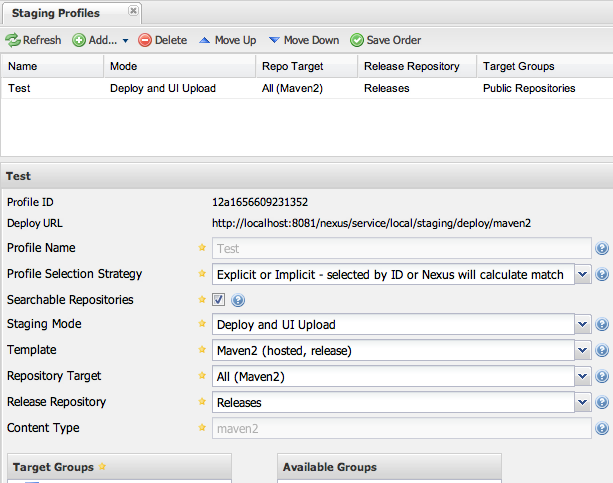 Staging Profiles
Refresh Add... Delete Move Up Move Down Save Order
Name Mode Repo Target Release Repository Target Groups
Test Deploy and UI Upload All (Maven2) Releases Public Repositories
Test
Profile ID 12a1656609231352
Deploy URL http://localhost:8081/nexus/service/local/staging/deploy/maven2
Profile Name Test
Profile Selection Strategy Explicit or Implicit - selected by ID or Nexus will calculate match
Searchable Repositories
Staging Mode Deploy and UI Upload
Template Maven2 (hosted, release)
Repository Target All (Maven2)
Release Repository Releases
Content Type maven2
Target Groups Available Groups